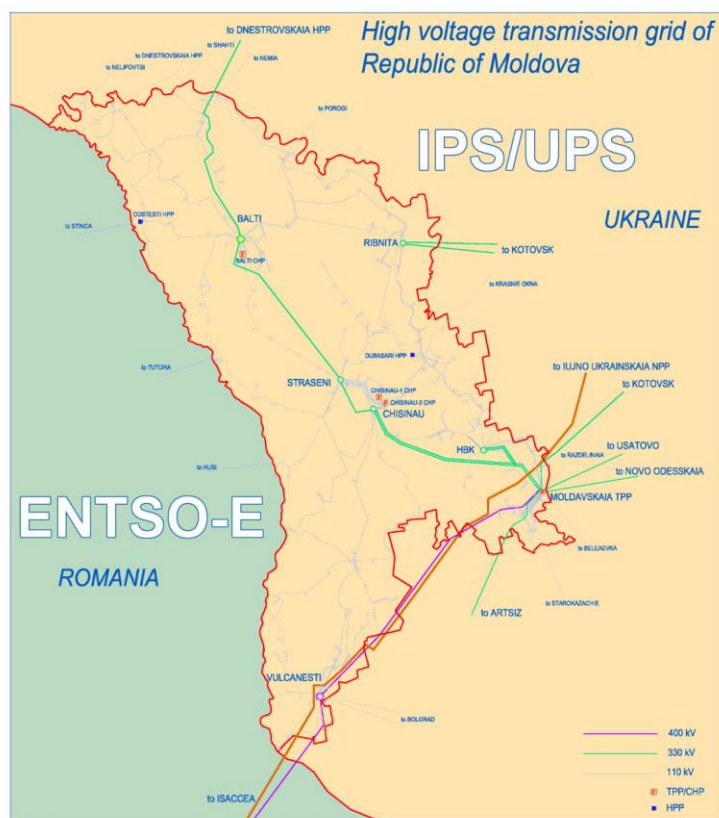 High voltage transmission grid of
Republic of Moldova
to DNESTROVSKAIA HPP
to SHAHTI
to DNESTROVSKAIA HPP
to NEMIA
to NELIPOVTSI
to POROGI
IPS/UPS
UKRAINE
COSTESTI HPP
to STINCA
BALTI
BALTI CHP
RIBNITA
to KOTOVSK
to KRASNIE OKNA
DUBASARI HPP
to TUTORA
to IUJNO UKRAINSKAIA NPP
STRASENI
to KOTOVSK
CHISINAU-1 CHP
CHISINAU-2 CHP
CHISINAU
HBK
to USATOVO
to RAZDELINAIA
to HUSI
to NOVO ODESSKAIA
MOLDAVSKAIA TPP
ENTSO-E
ROMANIA
to BELEAEVKA
to STAROKAZACHIE
to ARTSIZ
VULCANESTI
to BOLGRAD
400 kV
330 kV
110 kV
TPP/CHP
HPP
to ISACCEA